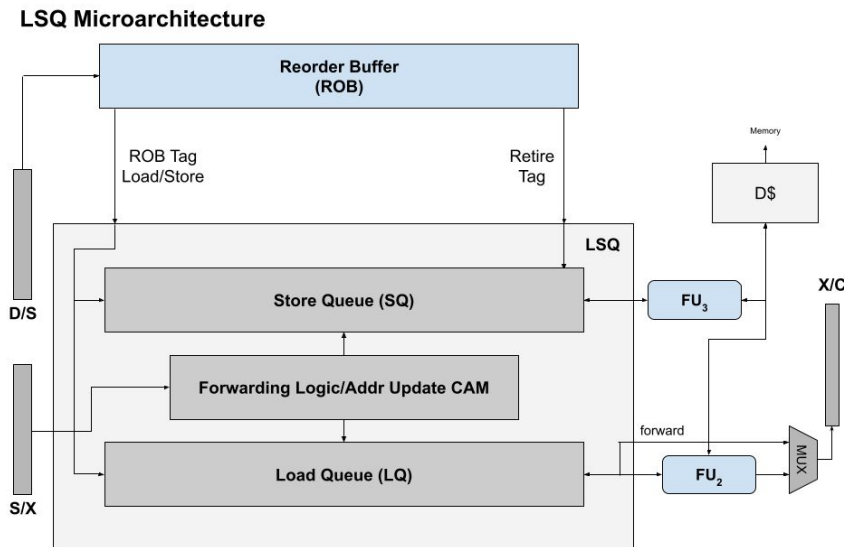 LSQ Microarchitecture
Reorder Buffer
(ROB)
ROB Tag
Load/Store
Retire
Tag
Memory
D$
LSQ
Store Queue (SQ)
FU3
X/C
D/S
Forwarding Logic/Addr Update CAM
forward
Load Queue (LQ)
FU2
MUX
S/X